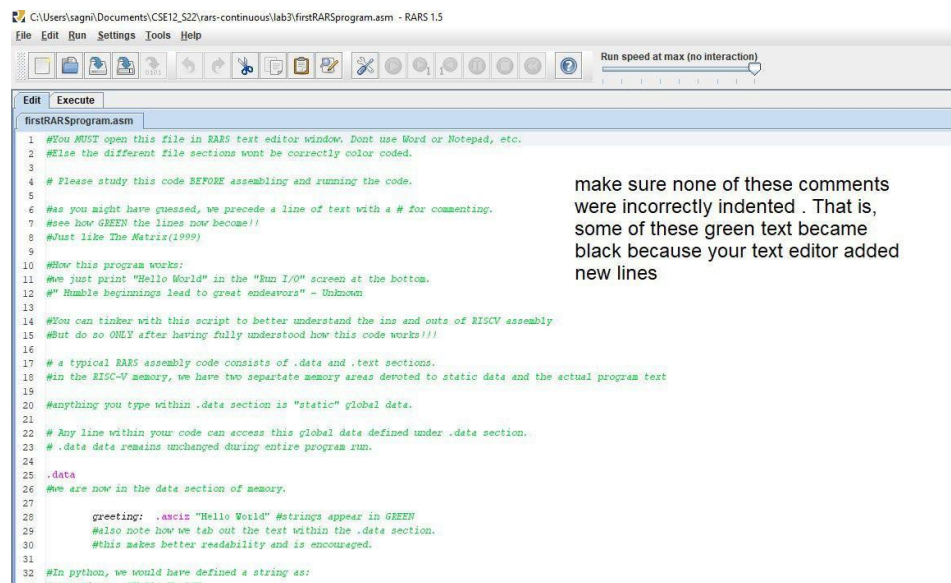 C:\Users\sagni\Documents\CSE12_S22\rars-continuous\lab3\firstRARSprogram.asm - RARS 1.5
File Edit Run Settings Tools Help
Run speed at max (no interaction)
Edit Execute
firstRARSprogram.asm
1 #You MUST open this file in RARS text editor window. Dont use Word or Notepad, etc.
2 #Else the different file sections wont be correctly color coded.
3
4 # Please study this code BEFORE assembling and running the code.
5
6 #as you might have guessed, we precede a line of text with a # for commenting.
7 #see how GREEN the lines now become!!
8 #Just like The Matrix(1999)
9
10 #How this program works:
11 #we just print "Hello World" in the "Run I/O" screen at the bottom.
12 #" Humble beginnings lead to great endeavors" - Unknown
13
14 #You can tinker with this script to better understand the ins and outs of RISCV assembly
15 #But do so ONLY after having fully understood how this code works!!!
16
17 # a typical RARS assembly code consists of .data and .text sections.
18 #in the RISC-V memory, we have two separtate memory areas devoted to static data and the actual program text
19
20 #anything you type within .data section is "static" global data.
21
22 # Any line within your code can access this global data defined under .data section.
23 # .data data remains unchanged during entire program run.
24
25 .data
26 #we are now in the data section of memory.
27
28 greeting: .asciz "Hello World" #strings appear in GREEN
29 #also note how we tab out the text within the .data section.
30 #this makes better readability and is encouraged.
31
32 #In python, we would have defined a string as:
make sure none of these comments
were incorrectly indented . That is,
some of these green text became
black because your text editor added
new lines